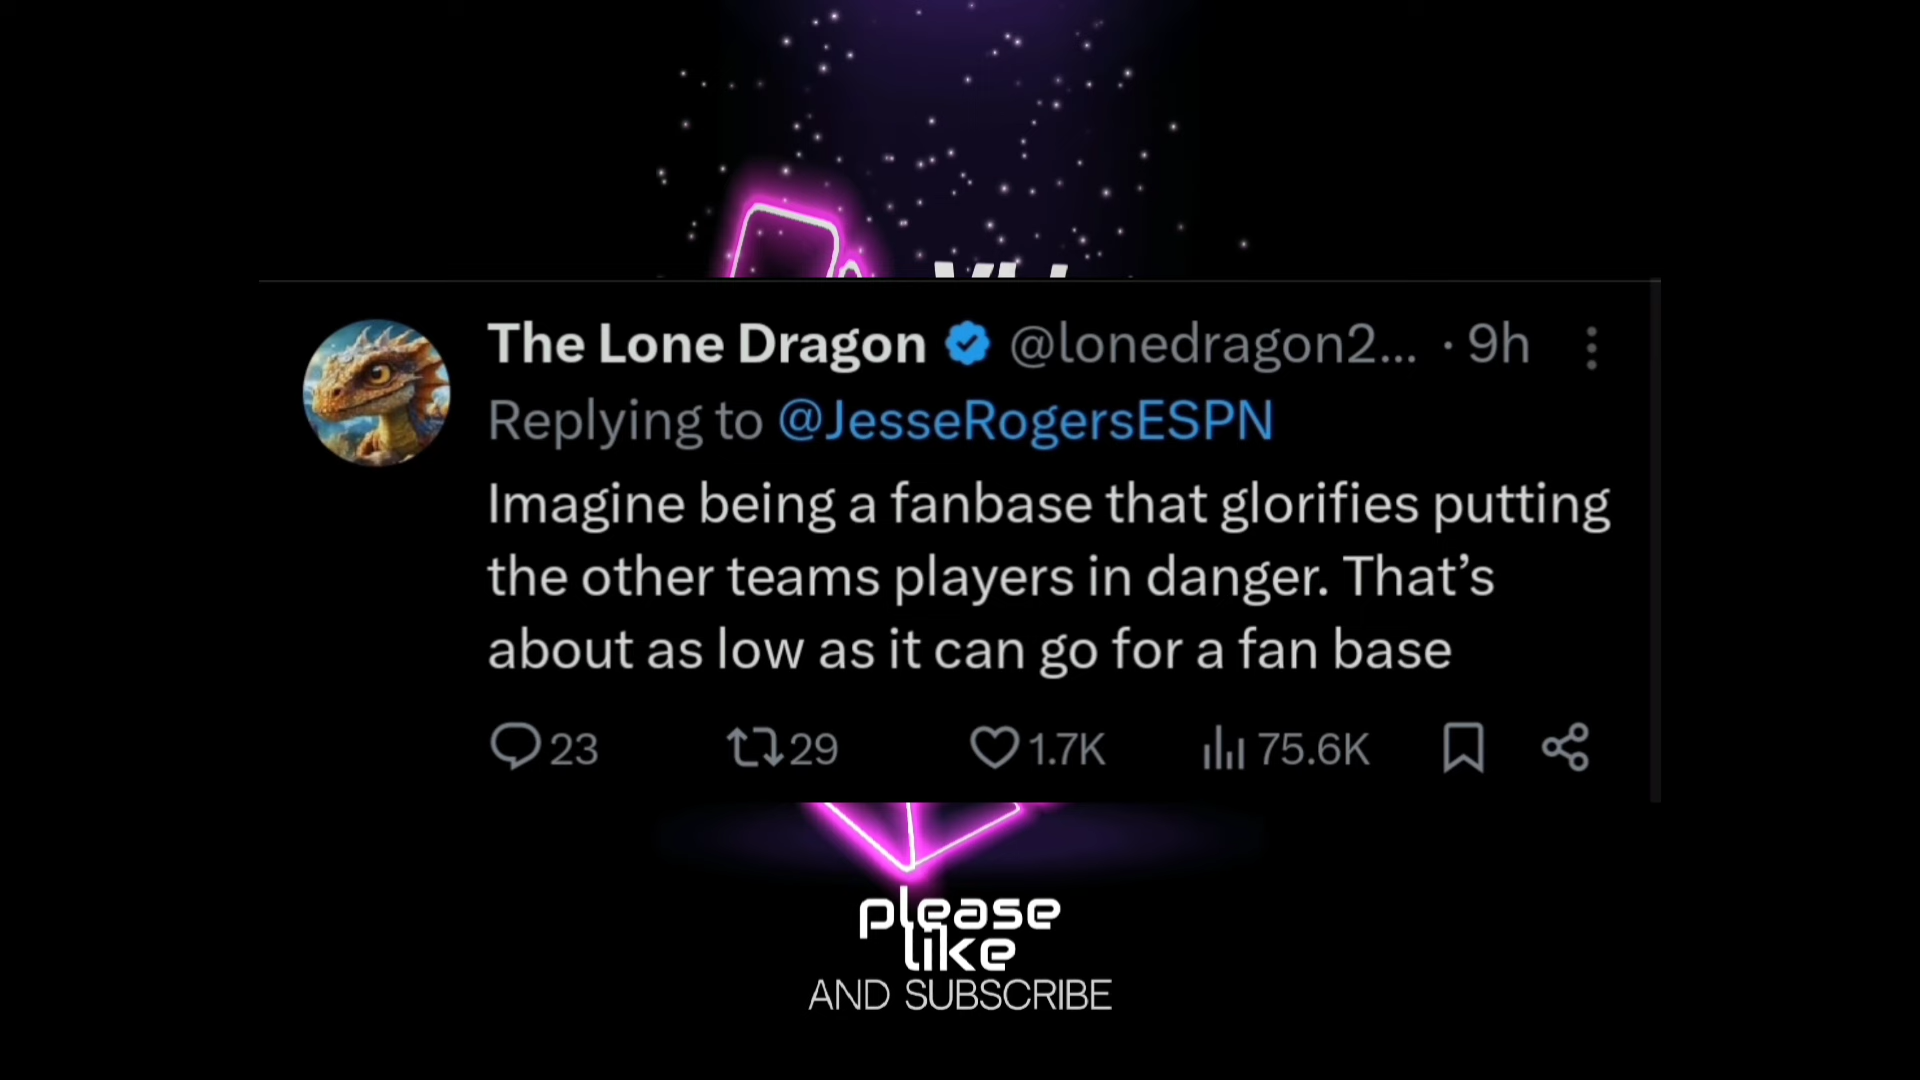 The Lone Dragon @lonedragon2... · 9h
Replying to @JesseRogersESPN
Imagine being a fanbase that glorifies putting
the other teams players in danger. That’s
about as low as it can go for a fan base
23 29 1.7K 75.6K
please
like
AND SUBSCRIBE